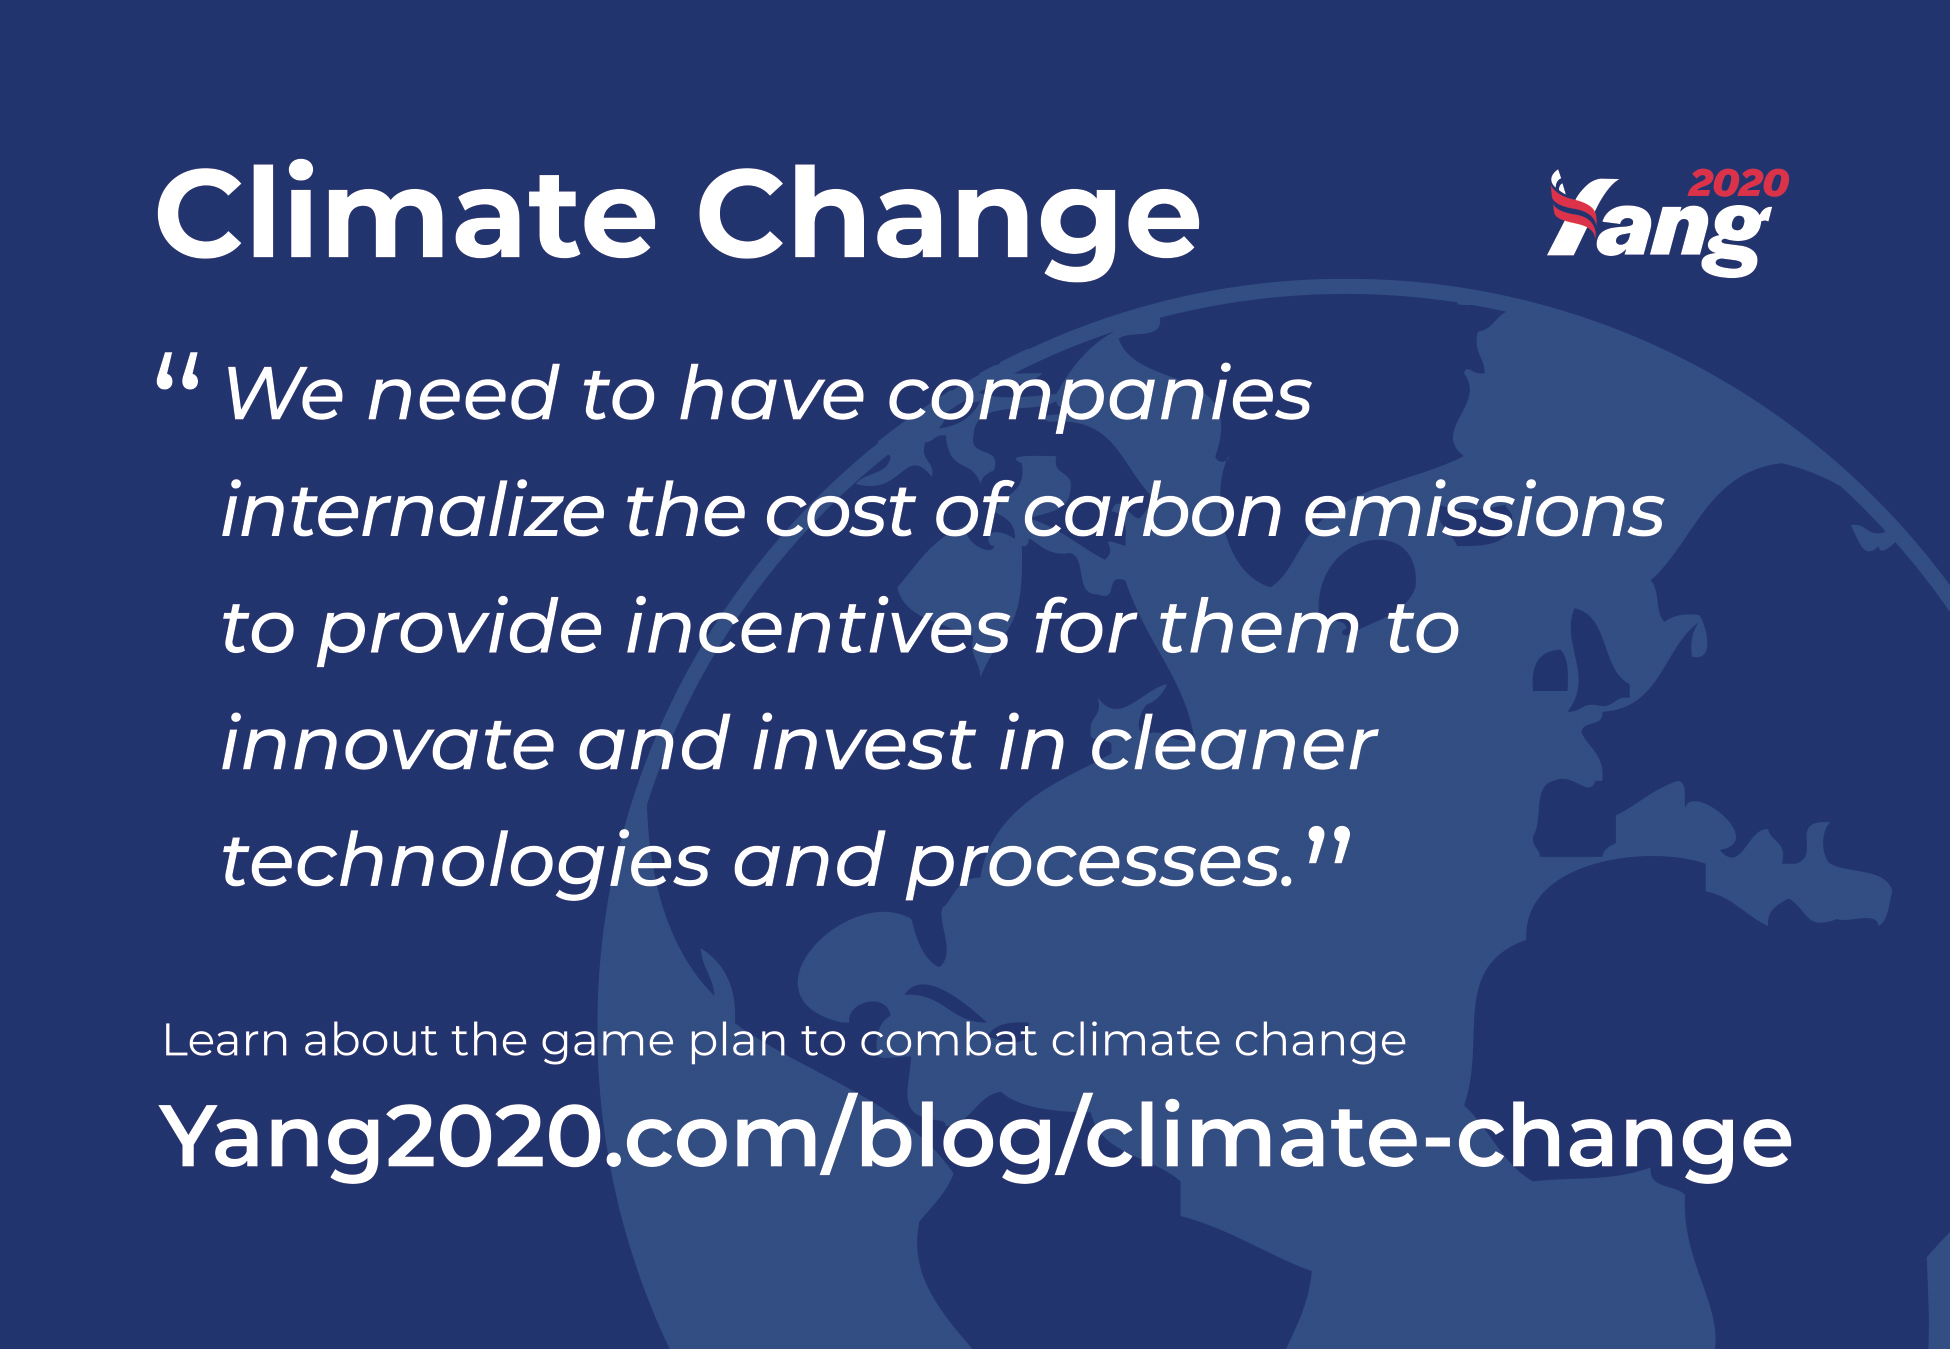 Climate Change
Yang 2020
“We need to have companies
internalize the cost of carbon emissions
to provide incentives for them to
innovate and invest in cleaner
technologies and processes.”
Learn about the game plan to combat climate change
Yang2020.com/blog/climate-change